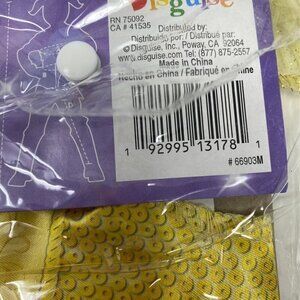 Disguise
RN 75092
CA # 41535
Distributed by:
Distribuido por: / Distribué par:
© Disguise, Inc., Poway, CA 92064
www.disguise.com Tel: (877) 875-2557
Made in China
Hecho en China / Fabriqué en Chine
1 92995 13178 1
# 66903M